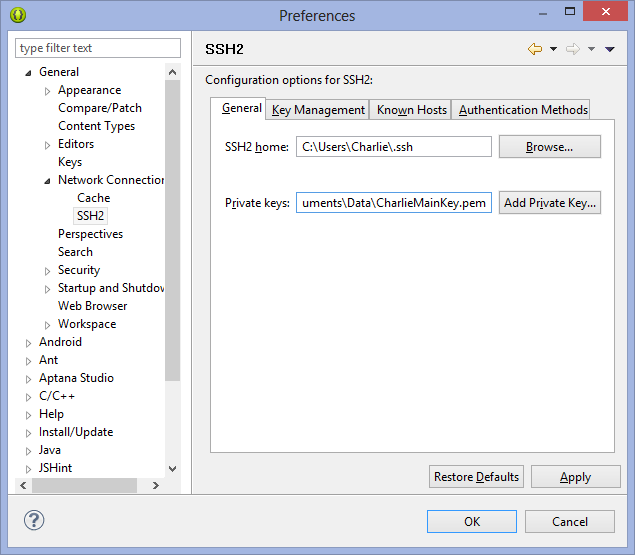 Preferences
type filter text
General
Appearance
Compare/Patch
Content Types
Editors
Keys
Network Connection
Cache
SSH2
Perspectives
Search
Security
Startup and Shutdow
Web Browser
Workspace
Android
Ant
Aptana Studio
C/C++
Help
Install/Update
Java
JSHint
SSH2
Configuration options for SSH2:
General Key Management Known Hosts Authentication Methods
SSH2 home: C:\Users\Charlie\.ssh Browse...
Private keys: uments\Data\CharlieMainKey.pem Add Private Key...
Restore Defaults Apply
? OK Cancel